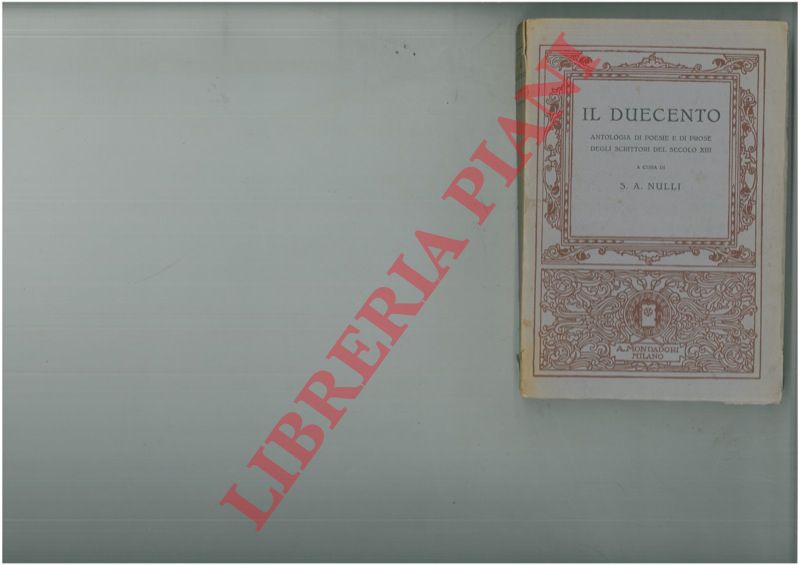 IL DUECENTO
ANTOLOGIA DI POESIE E DI PROSE
DEGLI SCRITTORI DEL SECOLO XIII
A CURA DI
S. A. NULLI
A. MONDADORI
MILANO
LIBRERIA PIANI